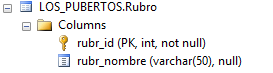 LOS_PUBERTOS.Rubro
Columns
rubr_id (PK, int, not null)
rubr_nombre (varchar(50), null)